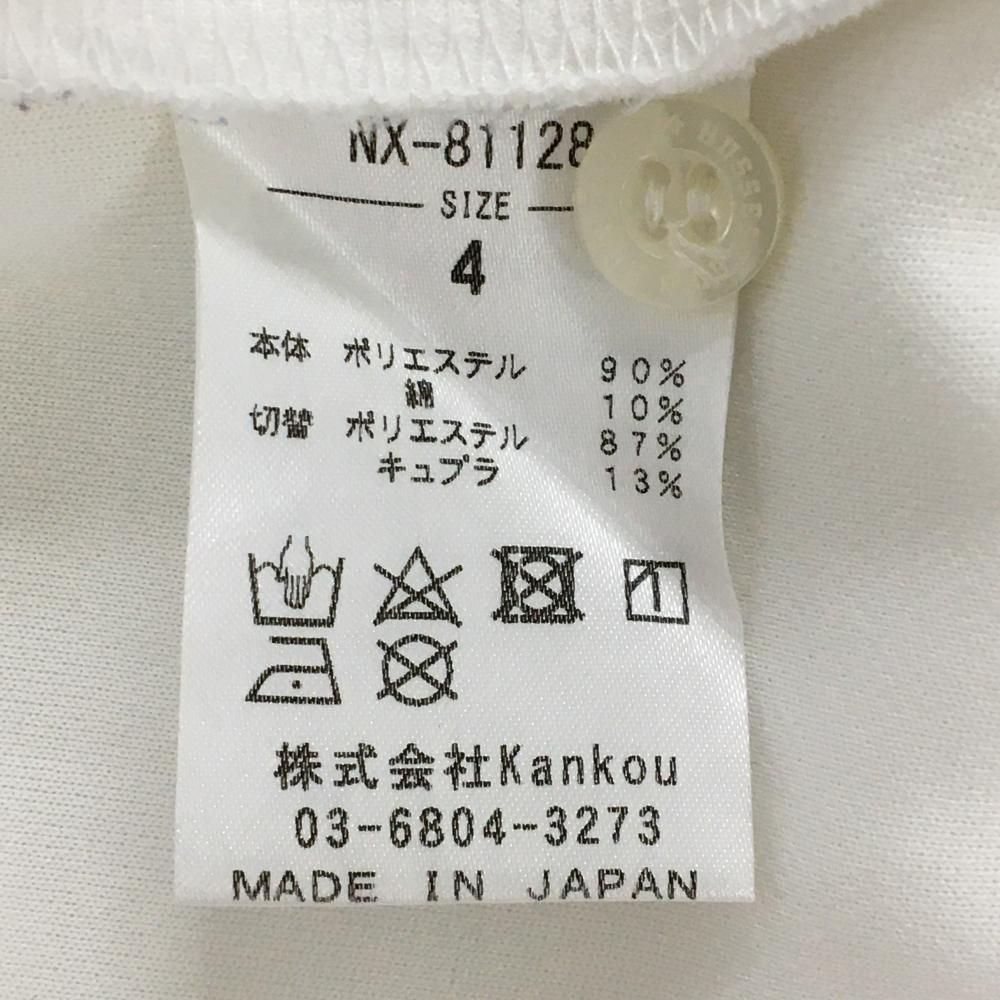 NX-81128
SIZE
4
本体 ポリエステル 90%
綿 10%
切替 ポリエステル 87%
キュプラ 13%
株式会社Kankou
03-6804-3273
MADE IN JAPAN